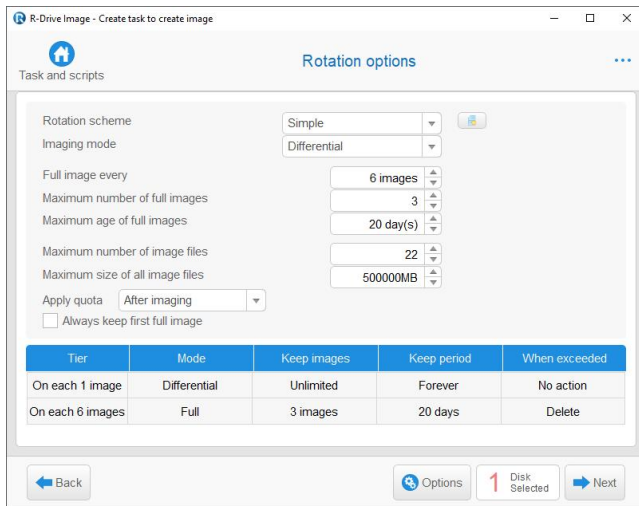 R-Drive Image - Create task to create image
Task and scripts
Rotation options
Rotation scheme Simple
Imaging mode Differential
Full image every 6 images
Maximum number of full images 3
Maximum age of full images 20 day(s)
Maximum number of image files 22
Maximum size of all image files 500000MB
Apply quota After imaging
Always keep first full image
Tier Mode Keep images Keep period When exceeded
On each 1 image Differential Unlimited Forever No action
On each 6 images Full 3 images 20 days Delete
Back Options 1 Disk Selected Next